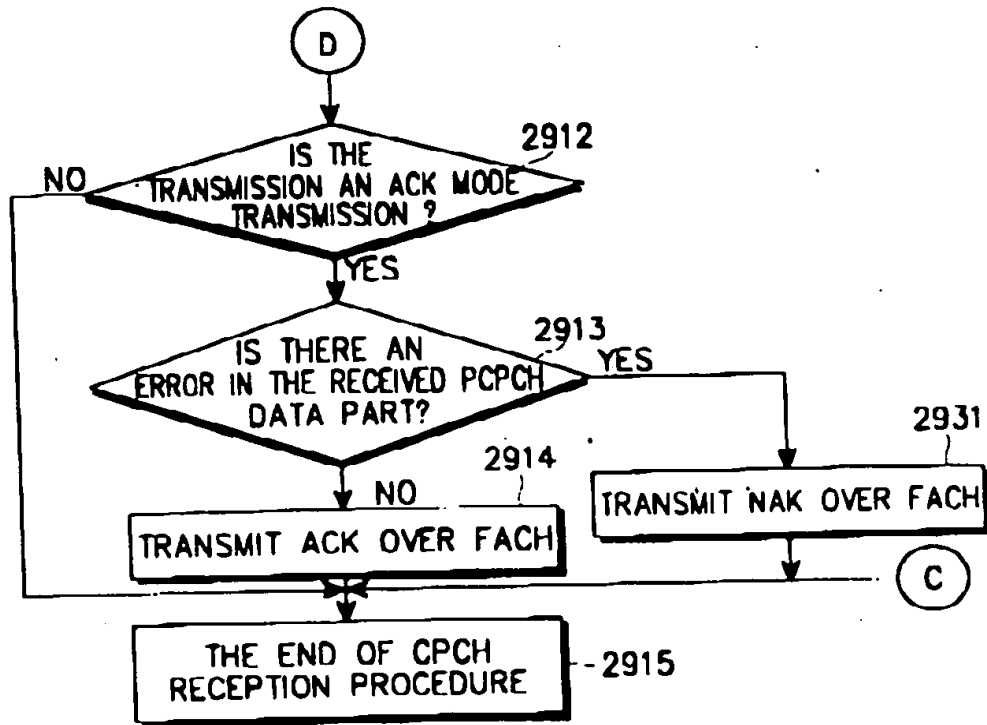 D
2912
IS THE
NO
TRANSMISSION AN ACK MODE
TRANSMISSION ?
YES
2913
IS THERE AN
YES
ERROR IN THE RECEIVED PCPCH
DATA PART?
2931
2914
NO
TRANSMIT NAK OVER FACH
TRANSMIT ACK OVER FACH
C
THE END OF CPCH
RECEPTION PROCEDURE
2915